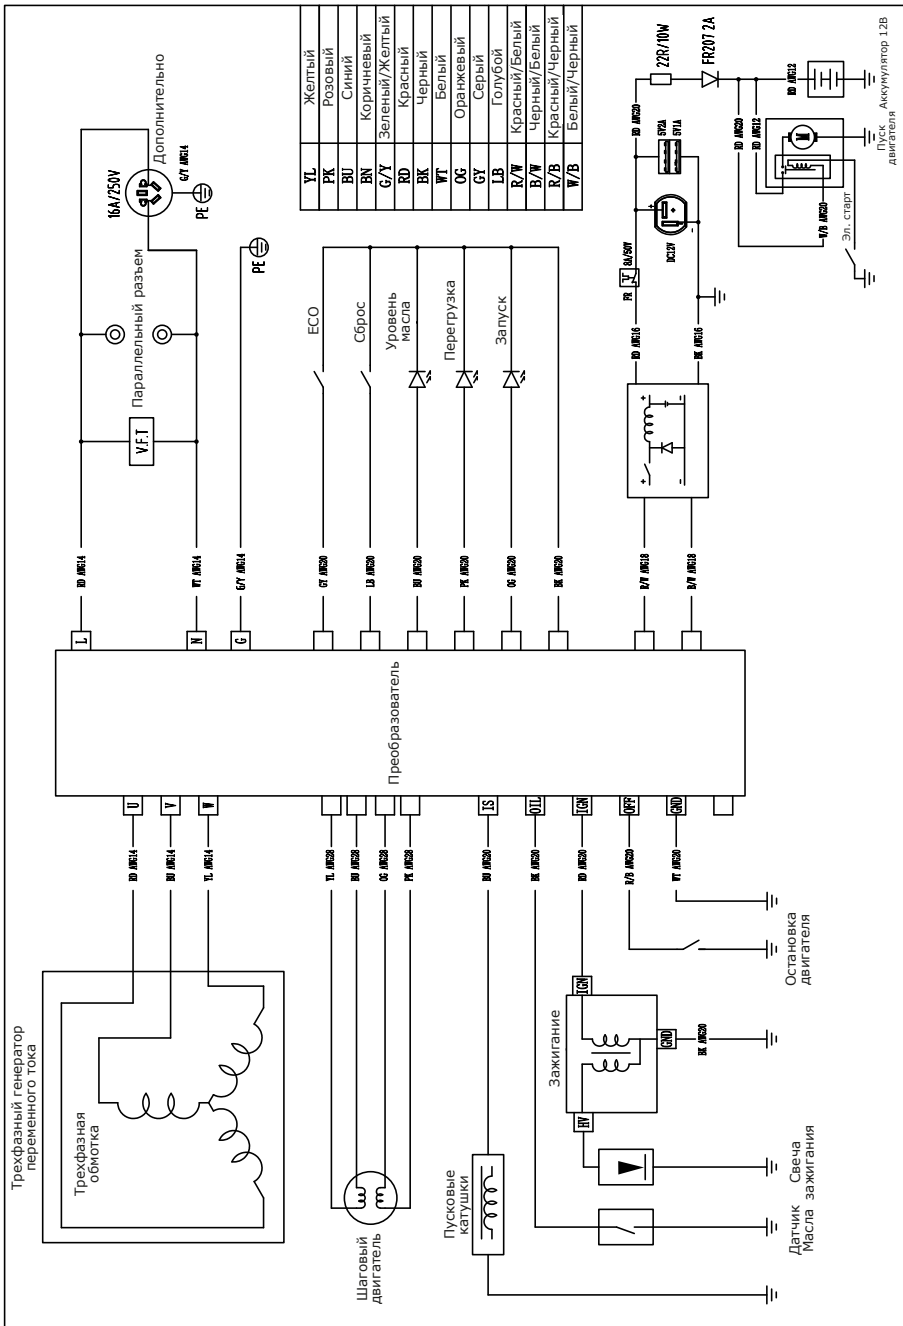 YL Желтый
PK Розовый
BU Синий
BN Коричневый
G/Y Зеленый/Желтый
RD Красный
BK Черный
WT Белый
OG Оранжевый
GY Серый
LB Голубой
R/W Красный/Белый
B/W Черный/Белый
R/B Красный/Черный
W/B Белый/Черный
Дополнительно
16A/250V
G/Y AWG14
PE
PE
Параллельный разъем
V.F.T
RD AWG14
WT AWG14
G/Y AWG14
L
N
G
ECO
Сброс
Уровень
масла
Перегрузка
Запуск
GY AWG20
LB AWG20
BU AWG20
PK AWG20
OG AWG20
BK AWG20
22R/10W
FR207 2A
RD AWG20
5V2A
5V1A
DC12V
+
-
8A/50V
FR
RD AWG16
BK AWG16
+
-
+
-
R/W AWG18
B/W AWG18
RD AWG12
RD AWG20
RD AWG12
W/B AWG20
M
Аккумулятор 12В
Пуск
двигателя
Эл. старт
Преобразователь
U
V
W
RD AWG14
BU AWG14
YL AWG14
Трехфазный генератор
переменного тока
Трехфазная
обмотка
YL AWG28
BU AWG28
OG AWG28
PK AWG28
Шаговый
двигатель
IS
OIL
IGN
OFF
GND
BU AWG20
BK AWG20
RD AWG20
R/B AWG20
WT AWG20
Пусковые
катушки
Зажигание
IGN
GND
HV
BK AWG20
Остановка
двигателя
Свеча
зажигания
Датчик
Масла